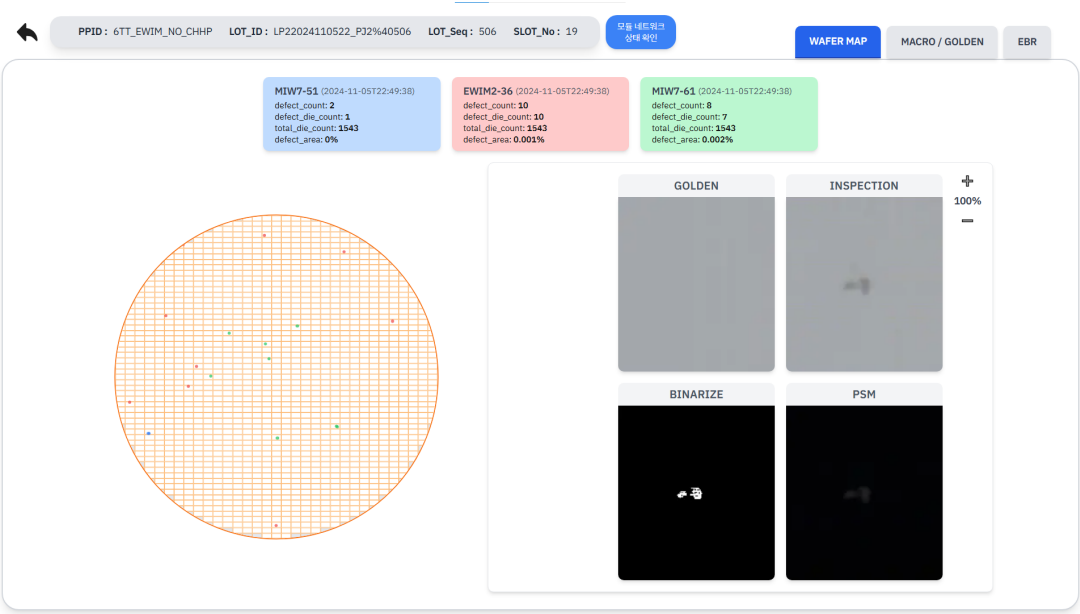 PPID : 6TT_EWIM_NO_CHHP LOT_ID : LP22024110522_PJ2%40506 LOT_Seq : 506 SLOT_No : 19
모듈 네트워크
상태 확인
WAFER MAP
MACRO / GOLDEN
EBR
MIW7-51 (2024-11-05T22:49:38)
defect_count: 2
defect_die_count: 1
total_die_count: 1543
defect_area: 0%
EWIM2-36 (2024-11-05T22:49:38)
defect_count: 10
defect_die_count: 10
total_die_count: 1543
defect_area: 0.001%
MIW7-61 (2024-11-05T22:49:38)
defect_count: 8
defect_die_count: 7
total_die_count: 1543
defect_area: 0.002%
GOLDEN
INSPECTION
100%
BINARIZE
PSM